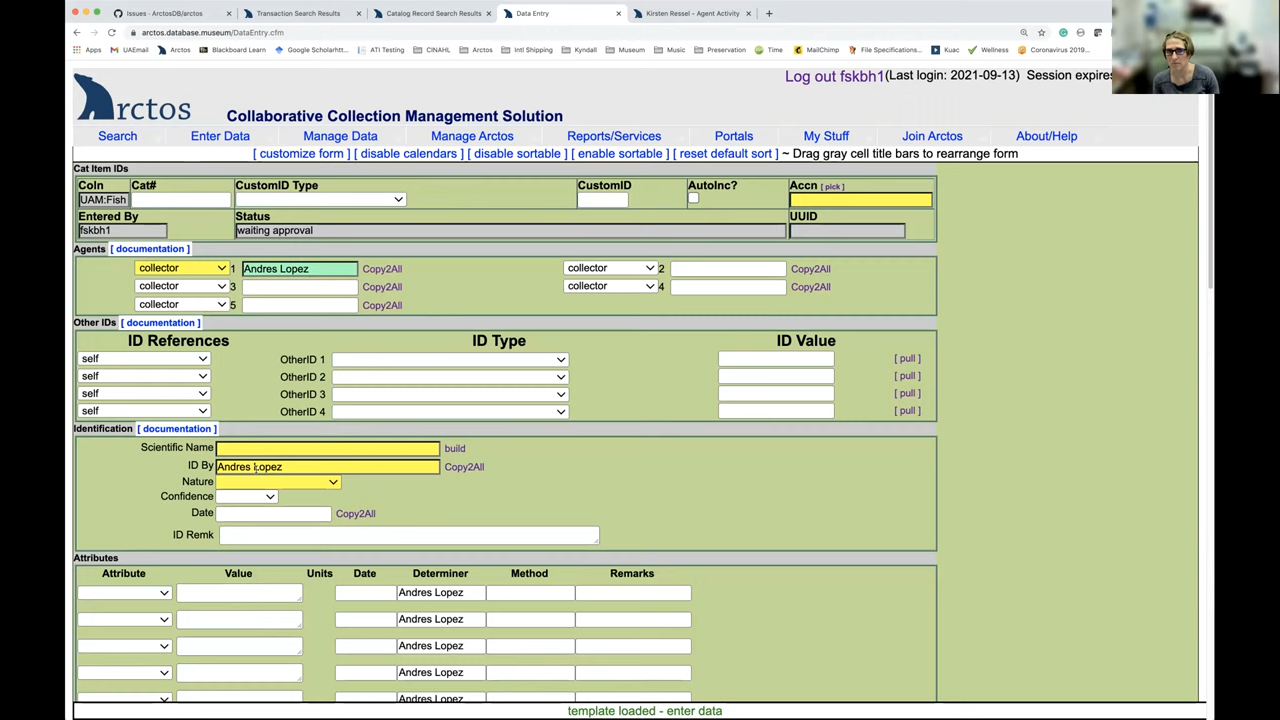 Issues · ArctosDB/arctos
Transaction Search Results
Catalog Record Search Results
Data Entry
Kirsten Ressel - Agent Activity
arctos.database.museum/DataEntry.cfm
Apps UAEmail Arctos Blackboard Learn Google Scholarhtt... ATI Testing CINAHL Arctos Intl Shipping Kyndall Museum Music Preservation Time MailChimp File Specifications... Kuac Wellness Coronavirus 2019...
Log out fskbh1 (Last login: 2021-09-13) Session expires
Arctos
Collaborative Collection Management Solution
Search Enter Data Manage Data Manage Arctos Reports/Services Portals My Stuff Join Arctos About/Help
[ customize form ] [ disable calendars ] [ disable sortable ] [ enable sortable ] [ reset default sort ] ~ Drag gray cell title bars to rearrange form
Cat Item IDs
Coln Cat# CustomID Type CustomID AutoInc? Accn [ pick ]
UAM:Fish
Entered By Status UUID
fskbh1 waiting approval
Agents [ documentation ]
collector 1 Andres Lopez Copy2All collector 2 Copy2All
collector 3 Copy2All collector 4 Copy2All
collector 5 Copy2All
Other IDs [ documentation ]
ID References ID Type ID Value
self OtherID 1 [ pull ]
self OtherID 2 [ pull ]
self OtherID 3 [ pull ]
self OtherID 4 [ pull ]
Identification [ documentation ]
Scientific Name build
ID By Andres Lopez Copy2All
Nature
Confidence
Date Copy2All
ID Remk
Attributes
Attribute Value Units Date Determiner Method Remarks
Andres Lopez
Andres Lopez
Andres Lopez
Andres Lopez
Andres Lopez
template loaded - enter data